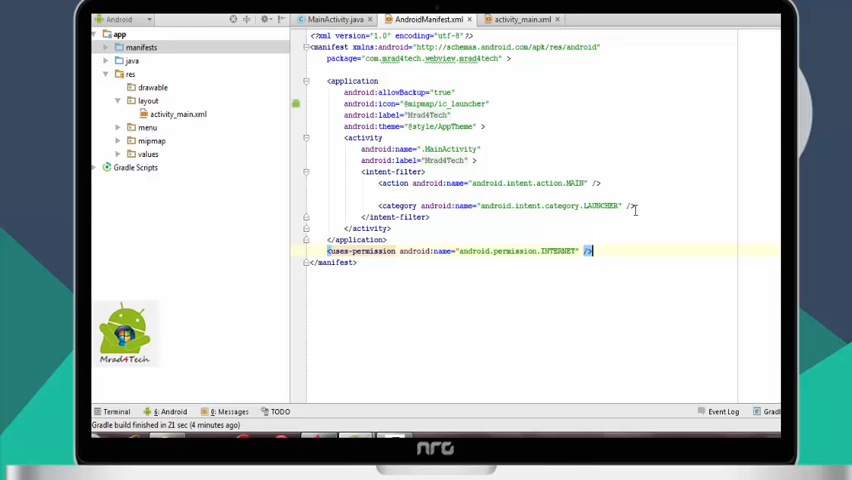 Android
MainActivity.java
AndroidManifest.xml
activity_main.xml
app
manifests
java
res
drawable
layout
activity_main.xml
menu
mipmap
values
Gradle Scripts
<?xml version="1.0" encoding="utf-8"?>
<manifest xmlns:android="http://schemas.android.com/apk/res/android"
package="com.mrad4tech.webview.mrad4tech" >
<application
android:allowBackup="true"
android:icon="@mipmap/ic_launcher"
android:label="Mrad4Tech"
android:theme="@style/AppTheme" >
<activity
android:name=".MainActivity"
android:label="Mrad4Tech" >
<intent-filter>
<action android:name="android.intent.action.MAIN" />
<category android:name="android.intent.category.LAUNCHER" />
</intent-filter>
</activity>
</application>
<uses-permission android:name="android.permission.INTERNET" />
</manifest>
Mrad4Tech
Terminal
6: Android
0: Messages
TODO
Event Log
Gradl
Gradle build finished in 21 sec (4 minutes ago)
nrg